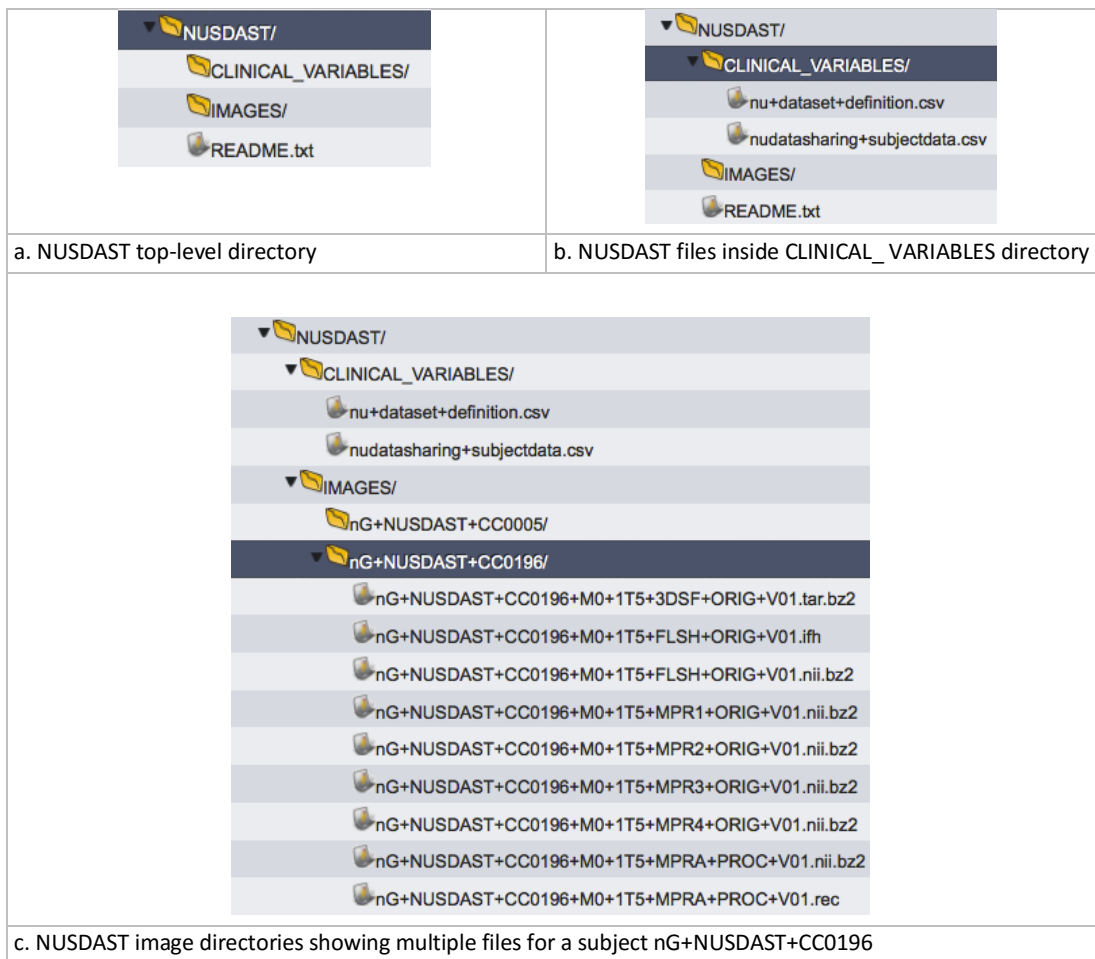 NUSDAST/
CLINICAL_VARIABLES/
IMAGES/
README.txt
a. NUSDAST top-level directory
NUSDAST/
CLINICAL_VARIABLES/
nu+dataset+definition.csv
nudatasharing+subjectdata.csv
IMAGES/
README.txt
b. NUSDAST files inside CLINICAL_ VARIABLES directory
NUSDAST/
CLINICAL_VARIABLES/
nu+dataset+definition.csv
nudatasharing+subjectdata.csv
IMAGES/
nG+NUSDAST+CC0005/
nG+NUSDAST+CC0196/
nG+NUSDAST+CC0196+M0+1T5+3DSF+ORIG+V01.tar.bz2
nG+NUSDAST+CC0196+M0+1T5+FLSH+ORIG+V01.ifh
nG+NUSDAST+CC0196+M0+1T5+FLSH+ORIG+V01.nii.bz2
nG+NUSDAST+CC0196+M0+1T5+MPR1+ORIG+V01.nii.bz2
nG+NUSDAST+CC0196+M0+1T5+MPR2+ORIG+V01.nii.bz2
nG+NUSDAST+CC0196+M0+1T5+MPR3+ORIG+V01.nii.bz2
nG+NUSDAST+CC0196+M0+1T5+MPR4+ORIG+V01.nii.bz2
nG+NUSDAST+CC0196+M0+1T5+MPRA+PROC+V01.nii.bz2
nG+NUSDAST+CC0196+M0+1T5+MPRA+PROC+V01.rec
c. NUSDAST image directories showing multiple files for a subject nG+NUSDAST+CC0196